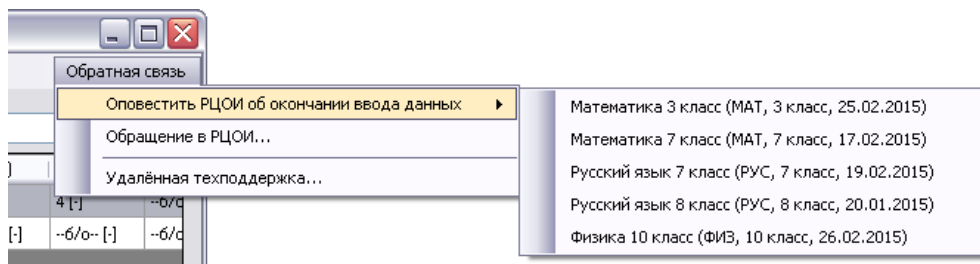 Обратная связь
Оповестить РЦОИ об окончании ввода данных
Обращение в РЦОИ...
Удалённая техподдержка...
Математика 3 класс (МАТ, 3 класс, 25.02.2015)
Математика 7 класс (МАТ, 7 класс, 17.02.2015)
Русский язык 7 класс (РУС, 7 класс, 19.02.2015)
Русский язык 8 класс (РУС, 8 класс, 20.01.2015)
Физика 10 класс (ФИЗ, 10 класс, 26.02.2015)
4 [-]
[-] --б/о-- [-]